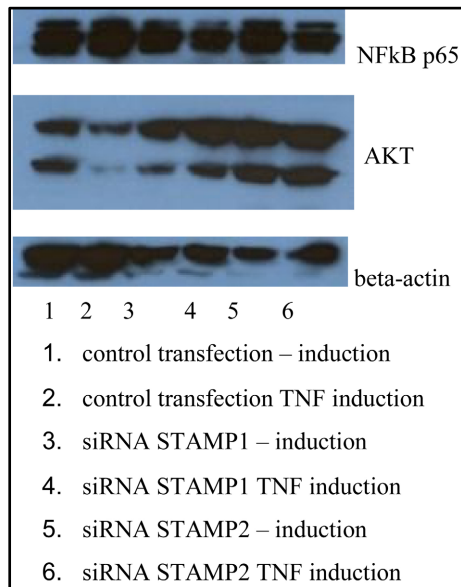 NFkB p65
AKT
beta-actin
1 2 3 4 5 6
1. control transfection – induction
2. control transfection TNF induction
3. siRNA STAMP1 – induction
4. siRNA STAMP1 TNF induction
5. siRNA STAMP2 – induction
6. siRNA STAMP2 TNF induction